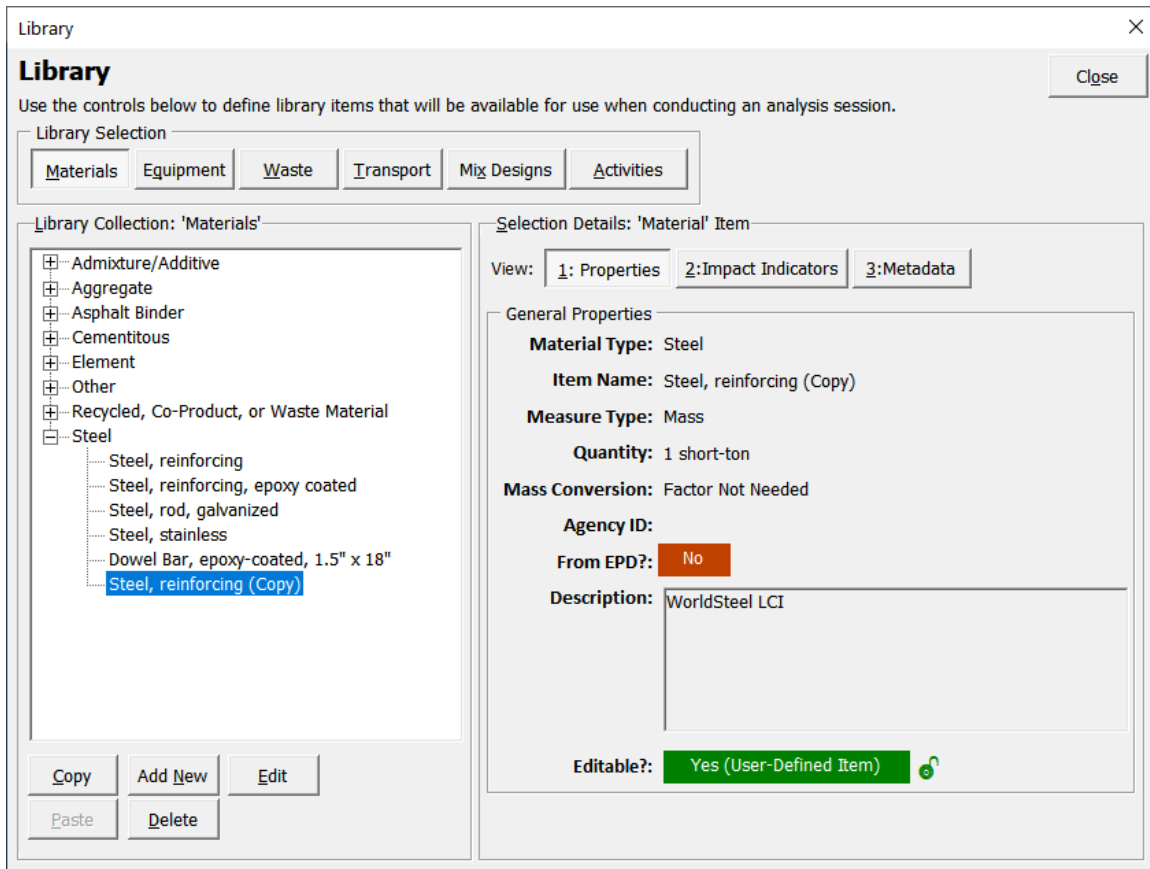 Library
Library
Close
Use the controls below to define library items that will be available for use when conducting an analysis session.
Library Selection
Materials Equipment Waste Transport Mix Designs Activities
Library Collection: 'Materials'
Admixture/Additive
Aggregate
Asphalt Binder
Cementitous
Element
Other
Recycled, Co-Product, or Waste Material
Steel
Steel, reinforcing
Steel, reinforcing, epoxy coated
Steel, rod, galvanized
Steel, stainless
Dowel Bar, epoxy-coated, 1.5" x 18"
Steel, reinforcing (Copy)
Copy Add New Edit
Paste Delete
Selection Details: 'Material' Item
View: 1: Properties 2:Impact Indicators 3:Metadata
General Properties
Material Type: Steel
Item Name: Steel, reinforcing (Copy)
Measure Type: Mass
Quantity: 1 short-ton
Mass Conversion: Factor Not Needed
Agency ID:
From EPD?: No
Description: WorldSteel LCI
Editable?: Yes (User-Defined Item)